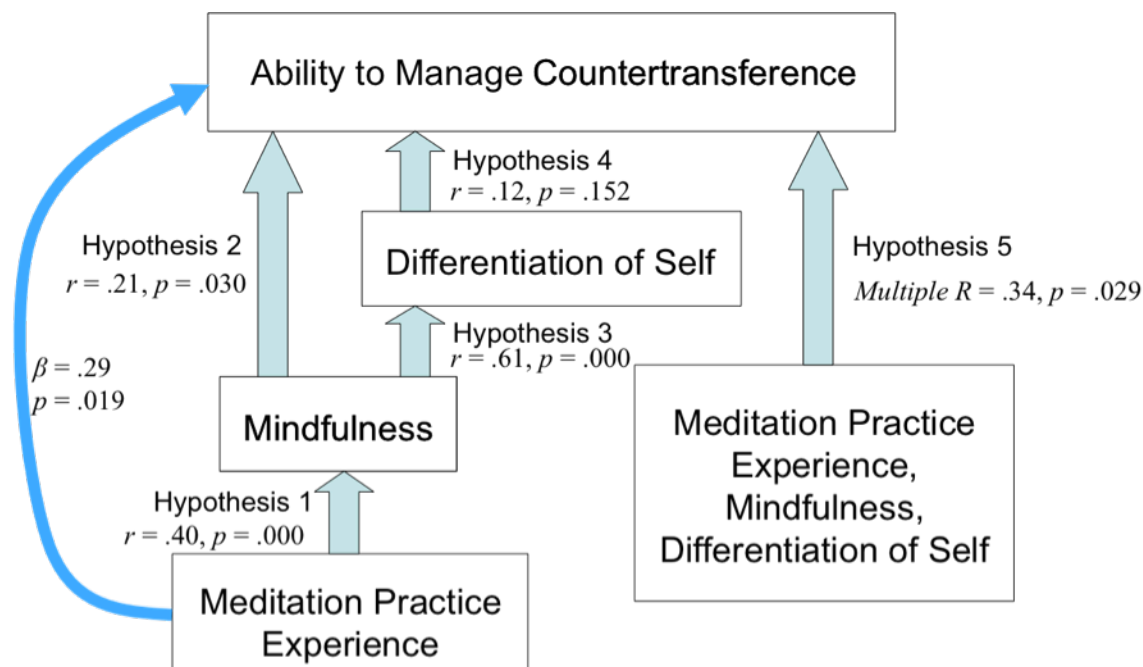 Ability to Manage Countertransference
Hypothesis 4
r = .12, p = .152
Hypothesis 2
r = .21, p = .030
Differentiation of Self
Hypothesis 5
Multiple R = .34, p = .029
Hypothesis 3
r = .61, p = .000
β = .29
p = .019
Mindfulness
Meditation Practice
Experience,
Mindfulness,
Differentiation of Self
Hypothesis 1
r = .40, p = .000
Meditation Practice
Experience